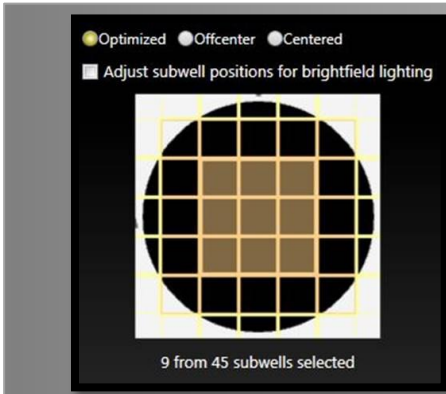 Optimized Offcenter Centered
Adjust subwell positions for brightfield lighting
9 from 45 subwells selected